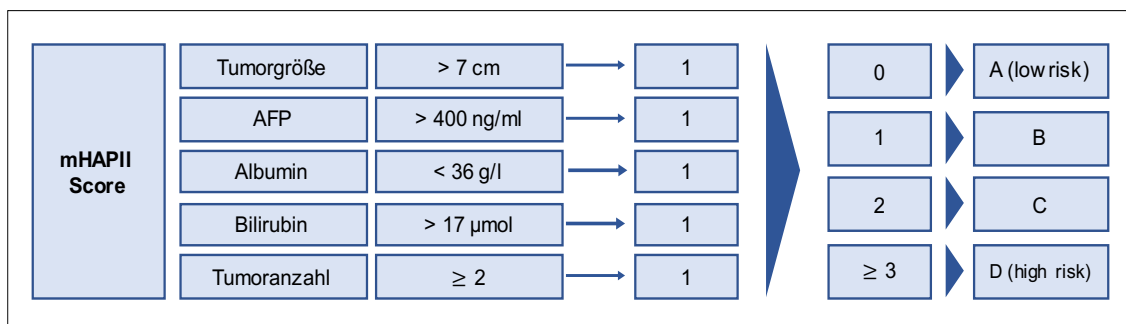 mHAPII
Score
Tumorgröße > 7 cm 1
AFP > 400 ng/ml 1
Albumin < 36 g/l 1
Bilirubin > 17 µmol 1
Tumoranzahl ≥ 2 1
0 A (low risk)
1 B
2 C
≥ 3 D (high risk)